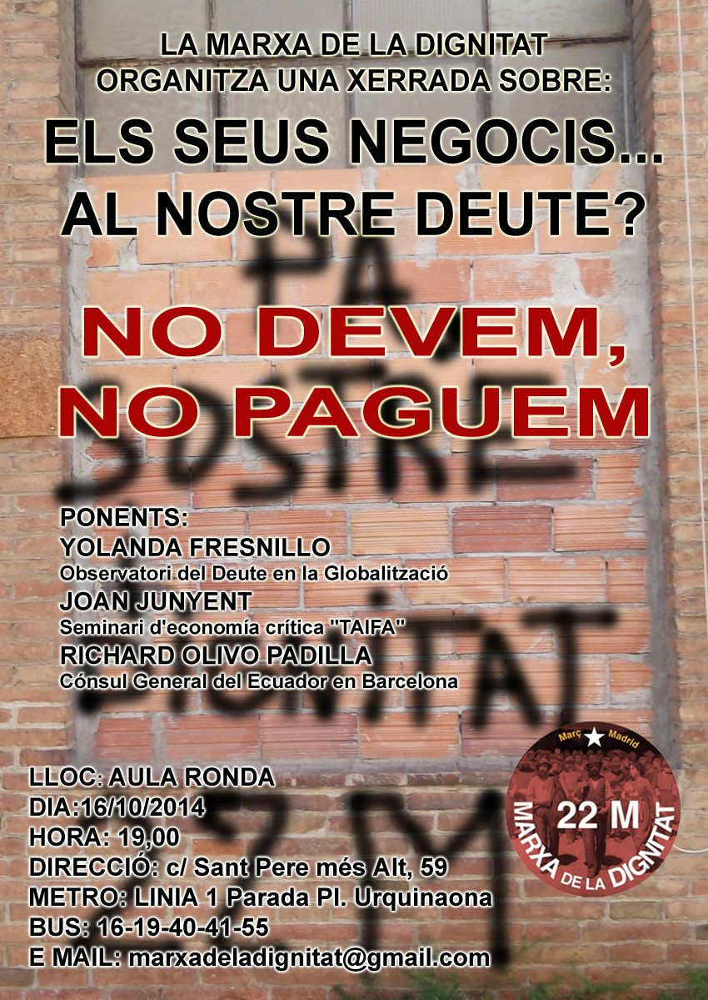 LA MARXA DE LA DIGNITAT
ORGANITZA UNA XERRADA SOBRE:
ELS SEUS NEGOCIS...
AL NOSTRE DEUTE?
PA
SOSTRE
NO DEVEM,
NO PAGUEM
PONENTS:
YOLANDA FRESNILLO
Observatori del Deute en la Globalització
JOAN JUNYENT
Seminari d'economía crítica "TAIFA"
RICHARD OLIVO PADILLA
Cónsul General del Ecuador en Barcelona
DIGNITAT
22M
LLOC: AULA RONDA
DIA:16/10/2014
HORA: 19,00
DIRECCIÓ: c/ Sant Pere més Alt, 59
METRO: LINIA 1 Parada Pl. Urquinaona
BUS: 16-19-40-41-55
E MAIL: marxadeladignitat@gmail.com
Març Madrid
22 M
MARXA DE LA DIGNITAT